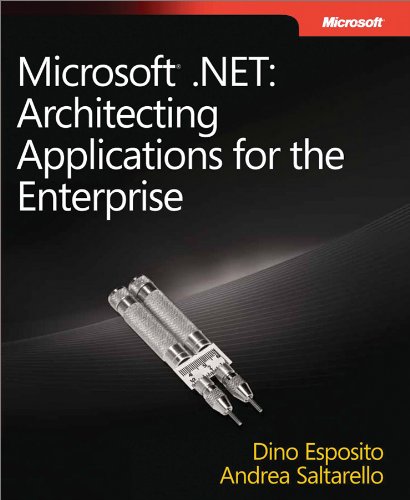 Microsoft
Microsoft® .NET:
Architecting
Applications for the
Enterprise
Dino Esposito
Andrea Saltarello